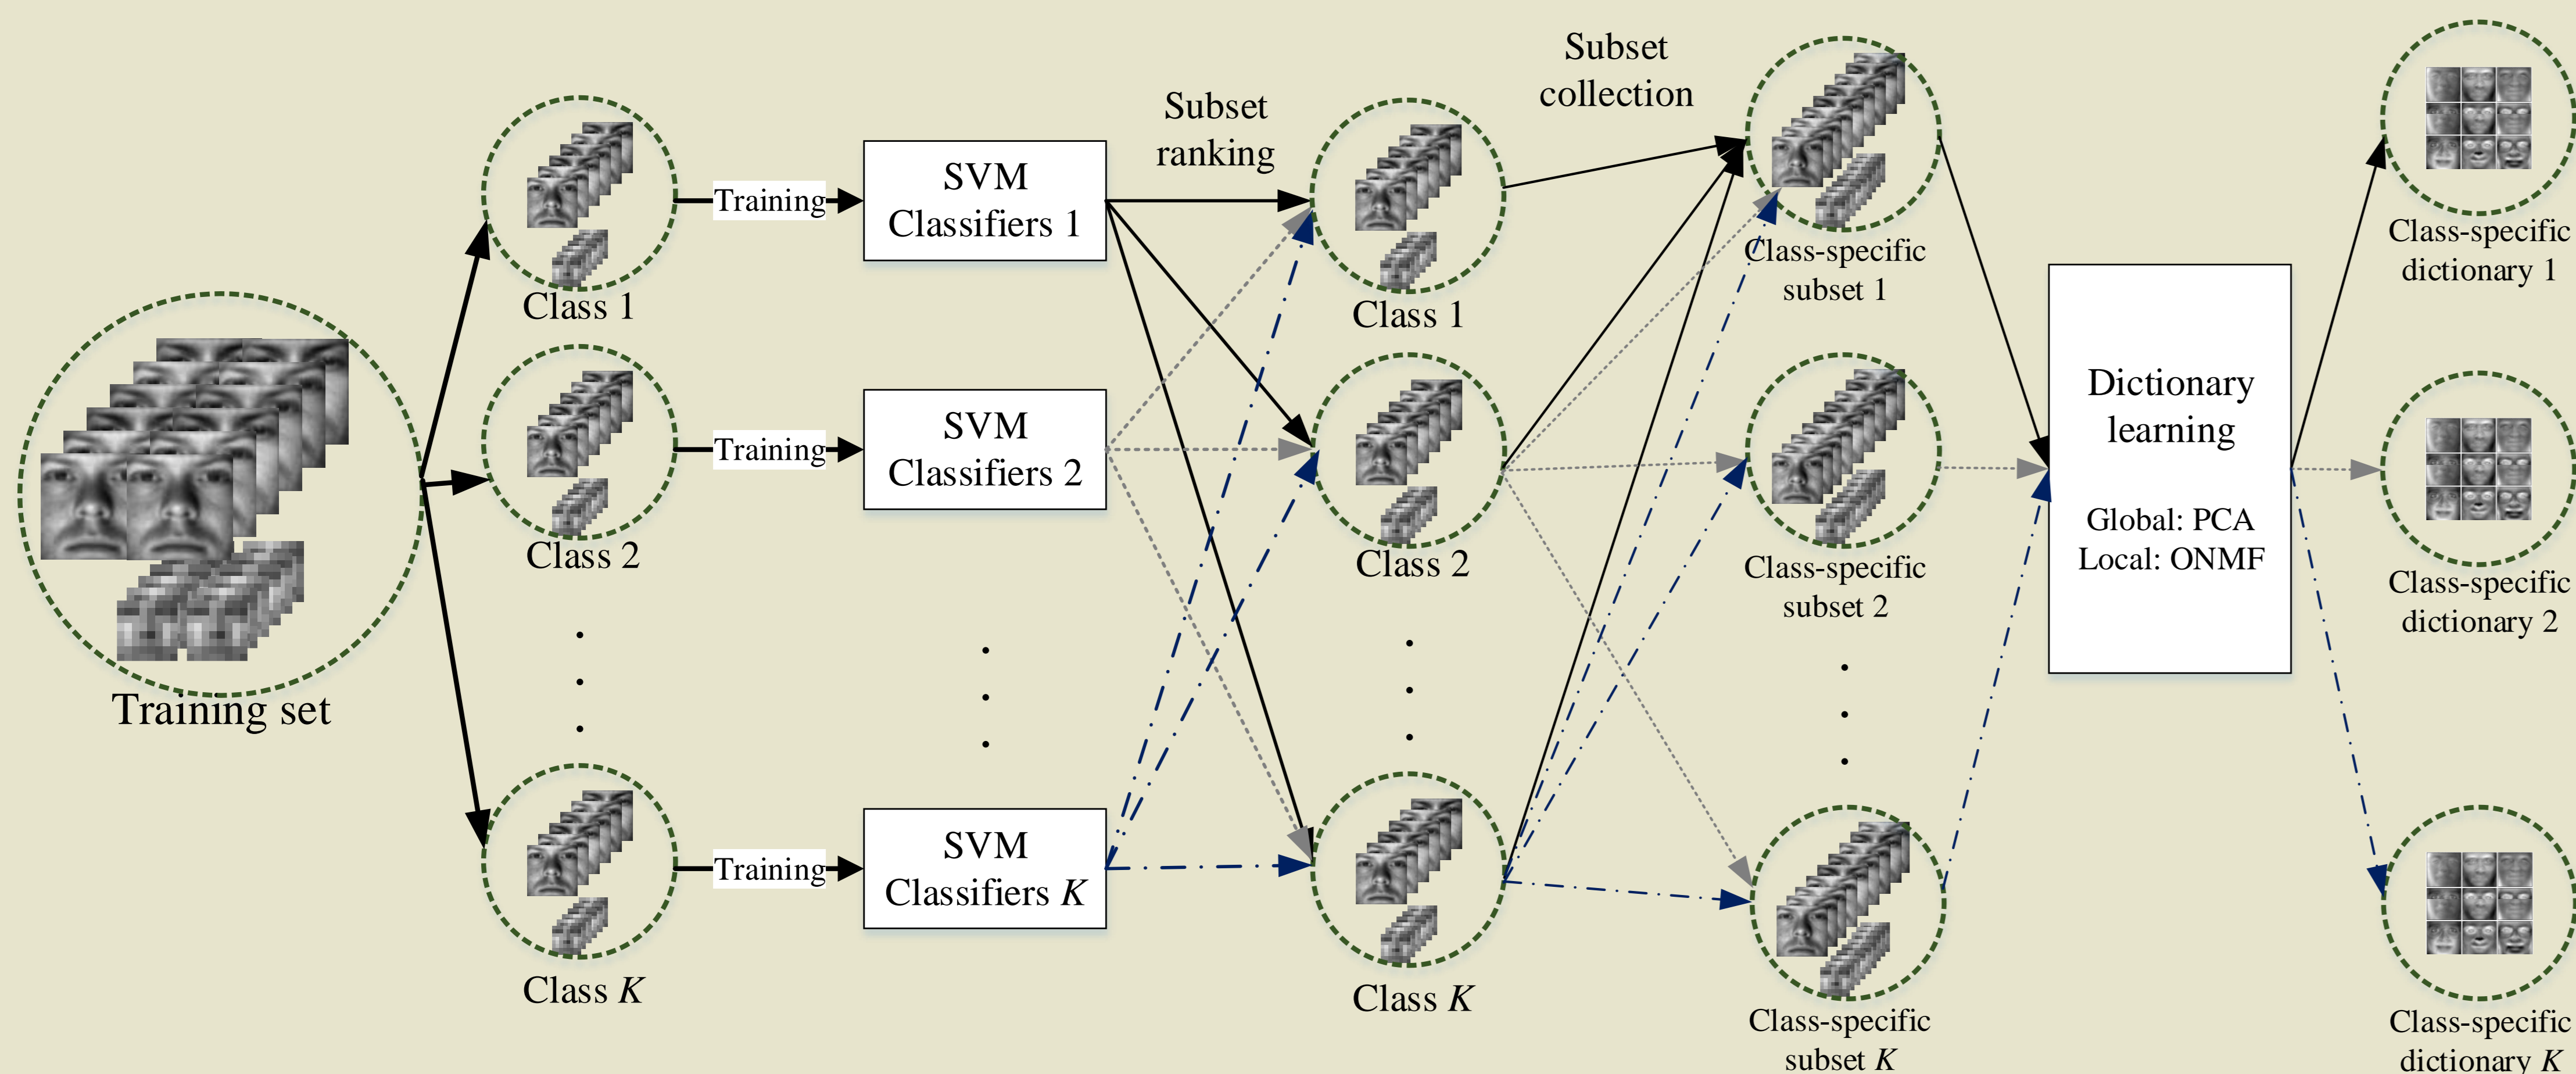 Training set
Class 1
Class 2
Class K
Training
Training
Training
SVM
Classifiers 1
SVM
Classifiers 2
SVM
Classifiers K
Subset
ranking
Class 1
Class 2
Class K
Subset
collection
Class-specific
subset 1
Class-specific
subset 2
Class-specific
subset K
Dictionary
learning
Global: PCA
Local: ONMF
Class-specific
dictionary 1
Class-specific
dictionary 2
Class-specific
dictionary K